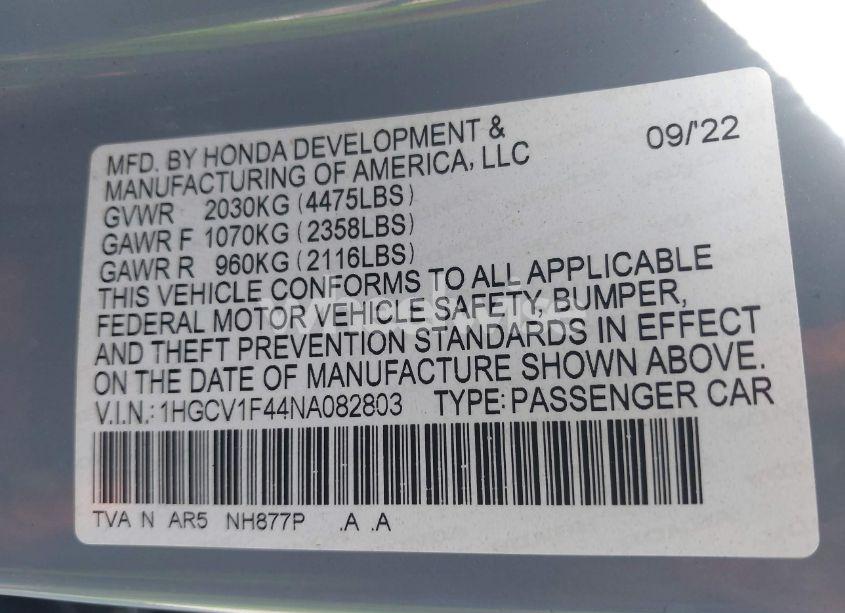 MFD. BY HONDA DEVELOPMENT &
MANUFACTURING OF AMERICA, LLC
09/'22
GVWR 2030KG (4475LBS)
GAWR F 1070KG (2358LBS)
GAWR R 960KG (2116LBS)
THIS VEHICLE CONFORMS TO ALL APPLICABLE
FEDERAL MOTOR VEHICLE SAFETY, BUMPER,
AND THEFT PREVENTION STANDARDS IN EFFECT
ON THE DATE OF MANUFACTURE SHOWN ABOVE.
V.I.N.: 1HGCV1F44NA082803 TYPE: PASSENGER CAR
TVA N AR5 NH877P .A .A